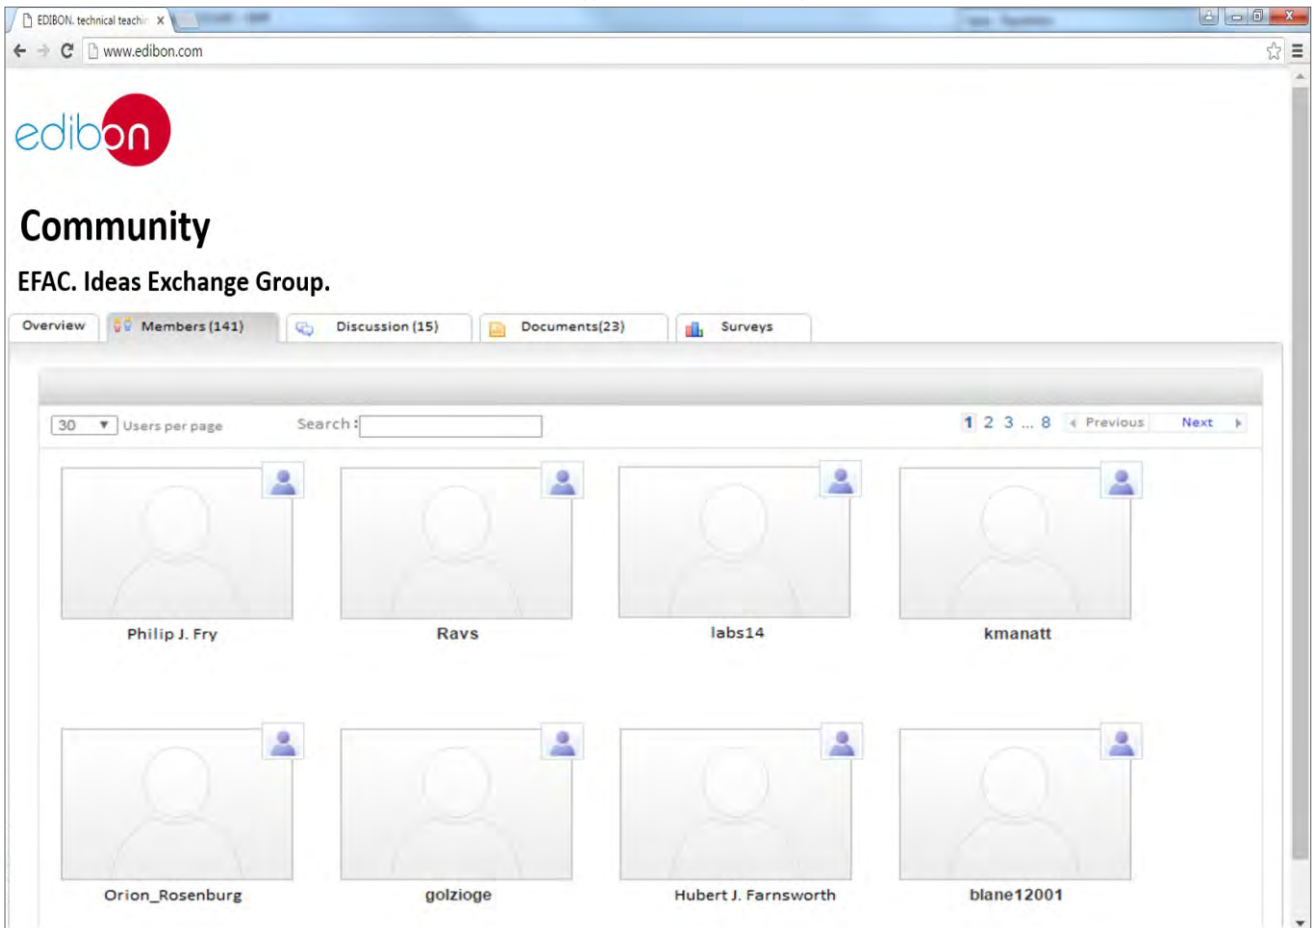 EDIBON. technical teachin
www.edibon.com
edibon
Community
EFAC. Ideas Exchange Group.
Overview Members (141) Discussion (15) Documents(23) Surveys
30 Users per page Search: 1 2 3 ... 8 Previous Next
Philip J. Fry Ravs labs14 kmanatt
Orion_Rosenburg golzioge Hubert J. Farnsworth blane12001